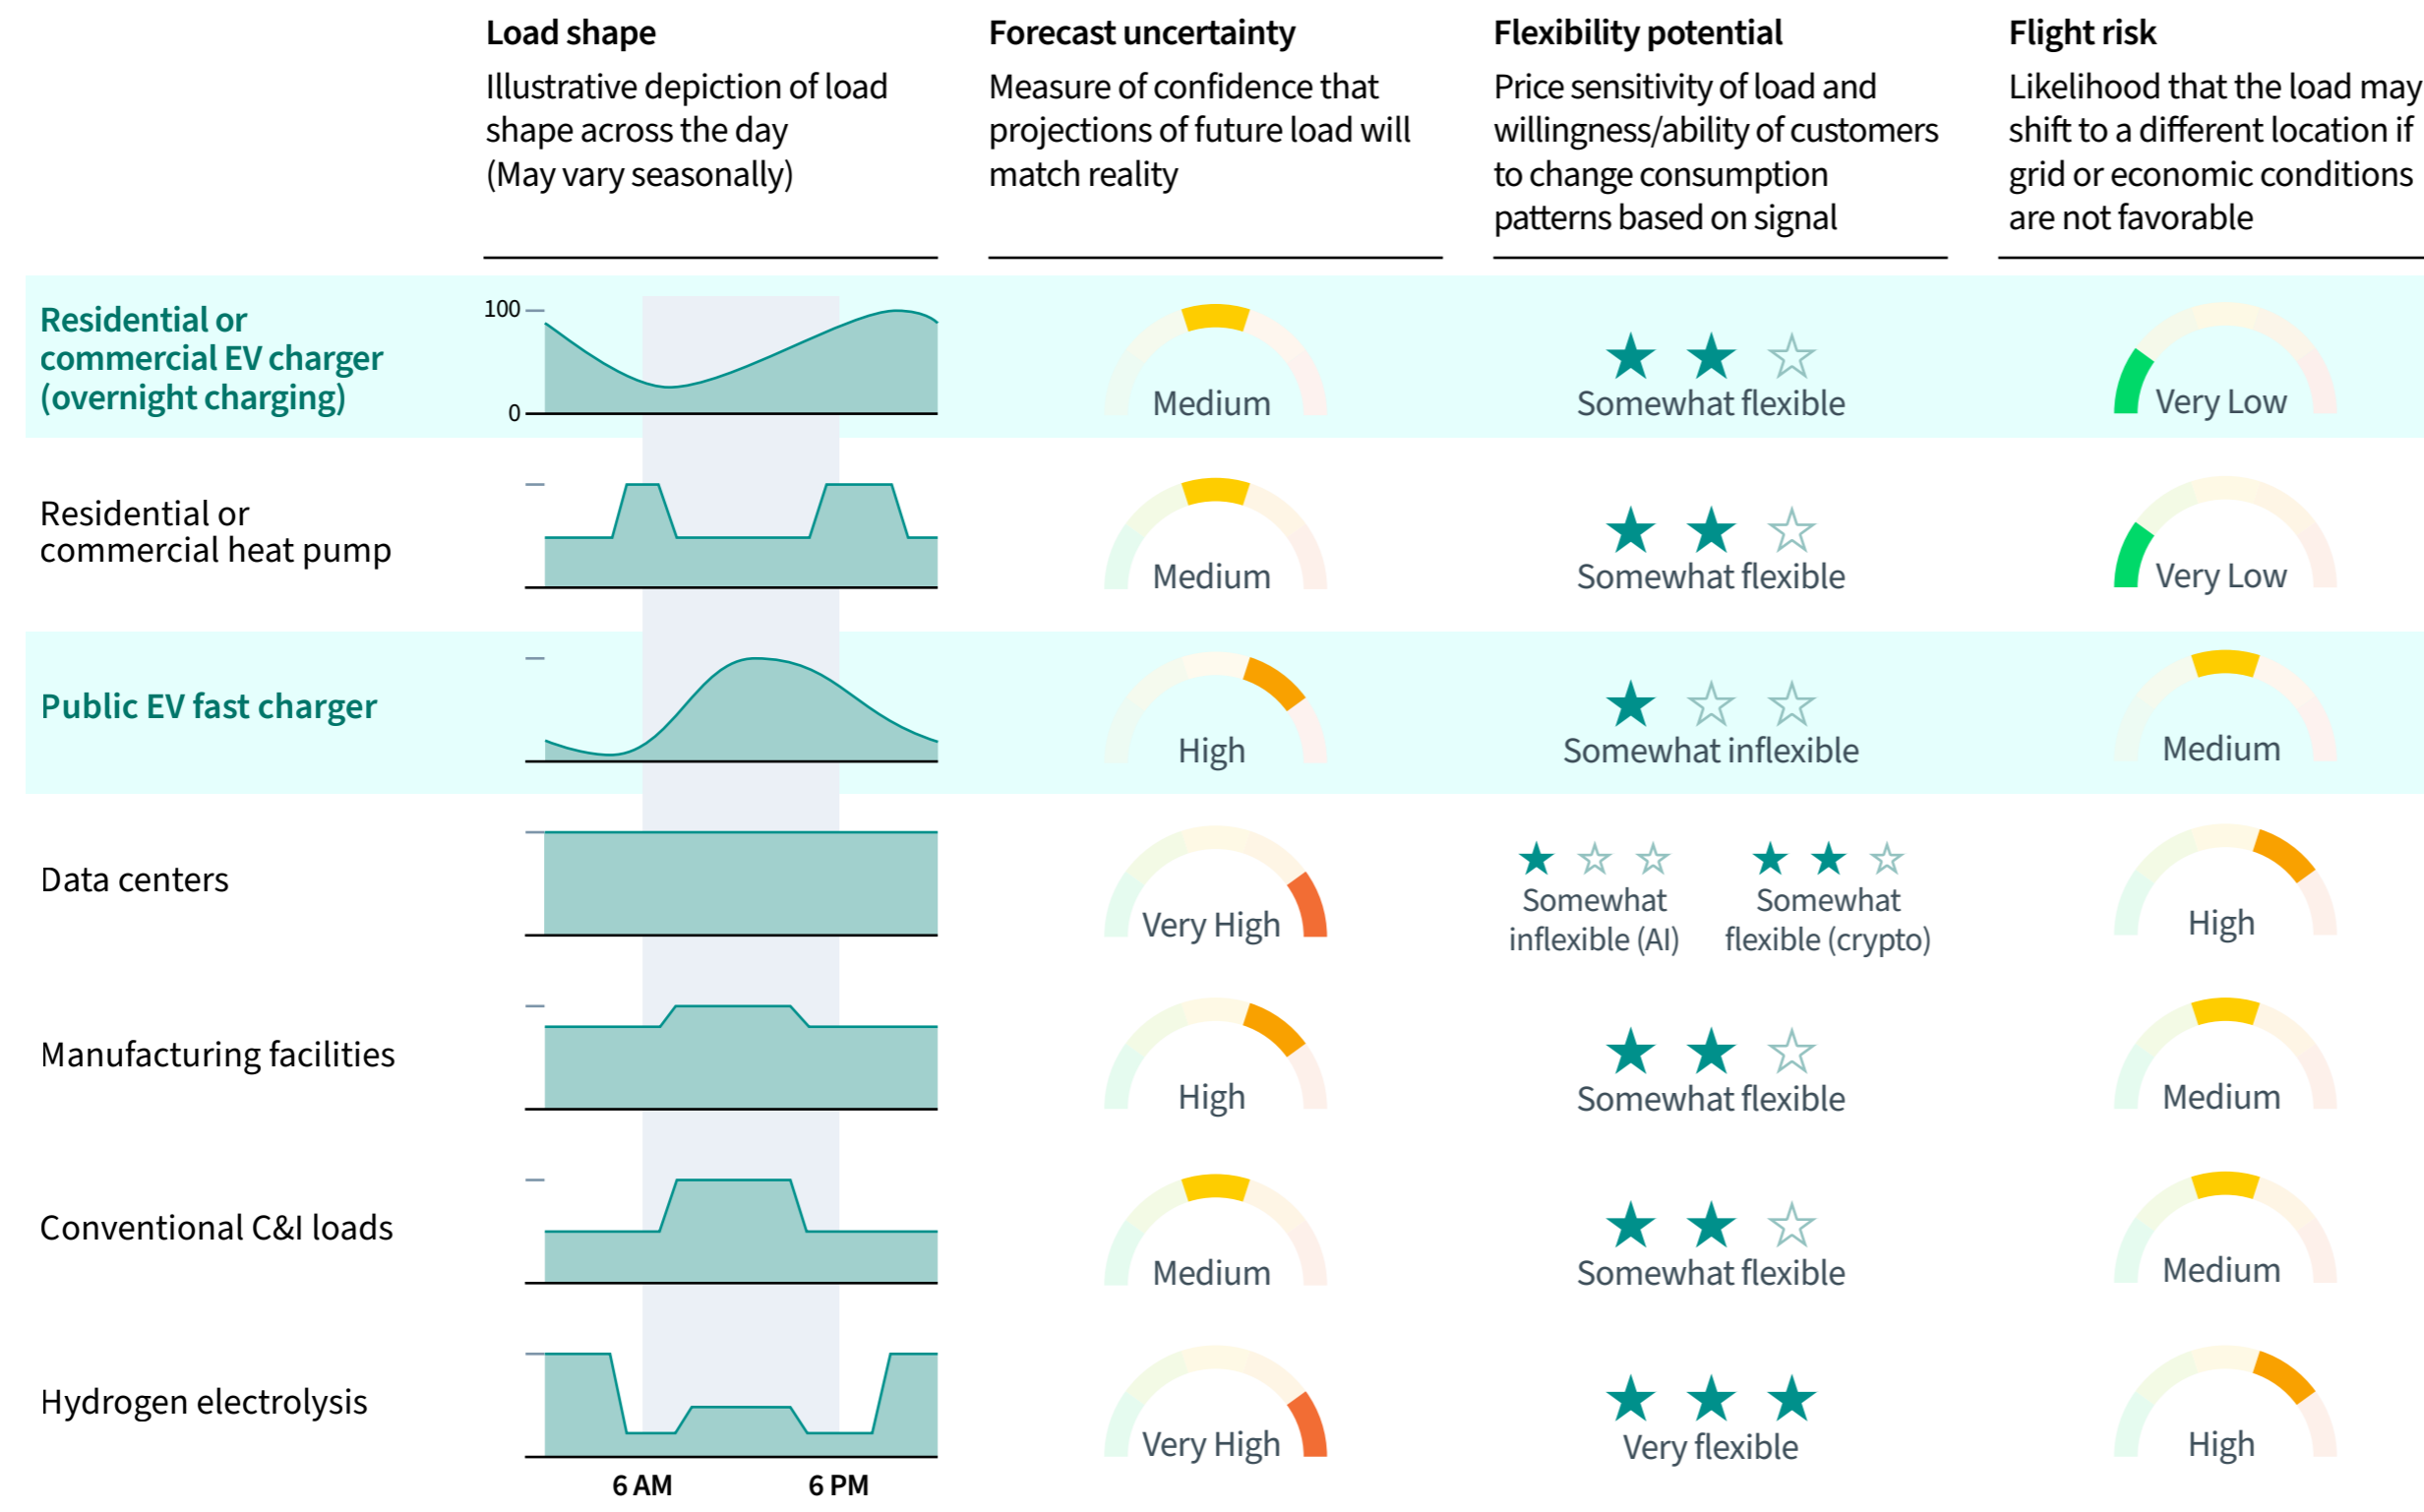 Load shape
Illustrative depiction of load
shape across the day
(May vary seasonally)
Forecast uncertainty
Measure of confidence that
projections of future load will
match reality
Flexibility potential
Price sensitivity of load and
willingness/ability of customers
to change consumption
patterns based on signal
Flight risk
Likelihood that the load may
shift to a different location if
grid or economic conditions
are not favorable
Residential or
commercial EV charger
(overnight charging)
100
0
Medium
Somewhat flexible
Very Low
Residential or
commercial heat pump
Medium
Somewhat flexible
Very Low
Public EV fast charger
High
Somewhat inflexible
Medium
Data centers
Very High
Somewhat
inflexible (AI)
Somewhat
flexible (crypto)
High
Manufacturing facilities
High
Somewhat flexible
Medium
Conventional C&I loads
Medium
Somewhat flexible
Medium
Hydrogen electrolysis
Very High
Very flexible
High
6 AM
6 PM